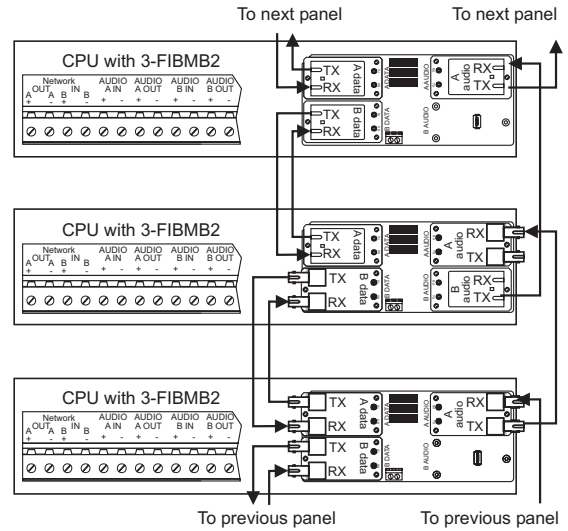 To next panel
To next panel
CPU with 3-FIBMB2
Network
OUT IN
A A B B
+ - + -
AUDIO A IN
+ -
AUDIO A OUT
+ -
AUDIO B IN
+ -
AUDIO B OUT
+ -
TX
RX
A data
TX
RX
B data
A DATA
B DATA
A AUDIO
B AUDIO
A audio
RX
TX
CPU with 3-FIBMB2
Network
OUT IN
A A B B
+ - + -
AUDIO A IN
+ -
AUDIO A OUT
+ -
AUDIO B IN
+ -
AUDIO B OUT
+ -
TX
RX
A data
TX
RX
B data
A DATA
B DATA
A AUDIO
B AUDIO
A audio
RX
TX
B audio
RX
TX
CPU with 3-FIBMB2
Network
OUT IN
A A B B
+ - + -
AUDIO A IN
+ -
AUDIO A OUT
+ -
AUDIO B IN
+ -
AUDIO B OUT
+ -
TX
RX
A data
TX
RX
B data
A DATA
B DATA
A AUDIO
B AUDIO
A audio
RX
TX
To previous panel
To previous panel